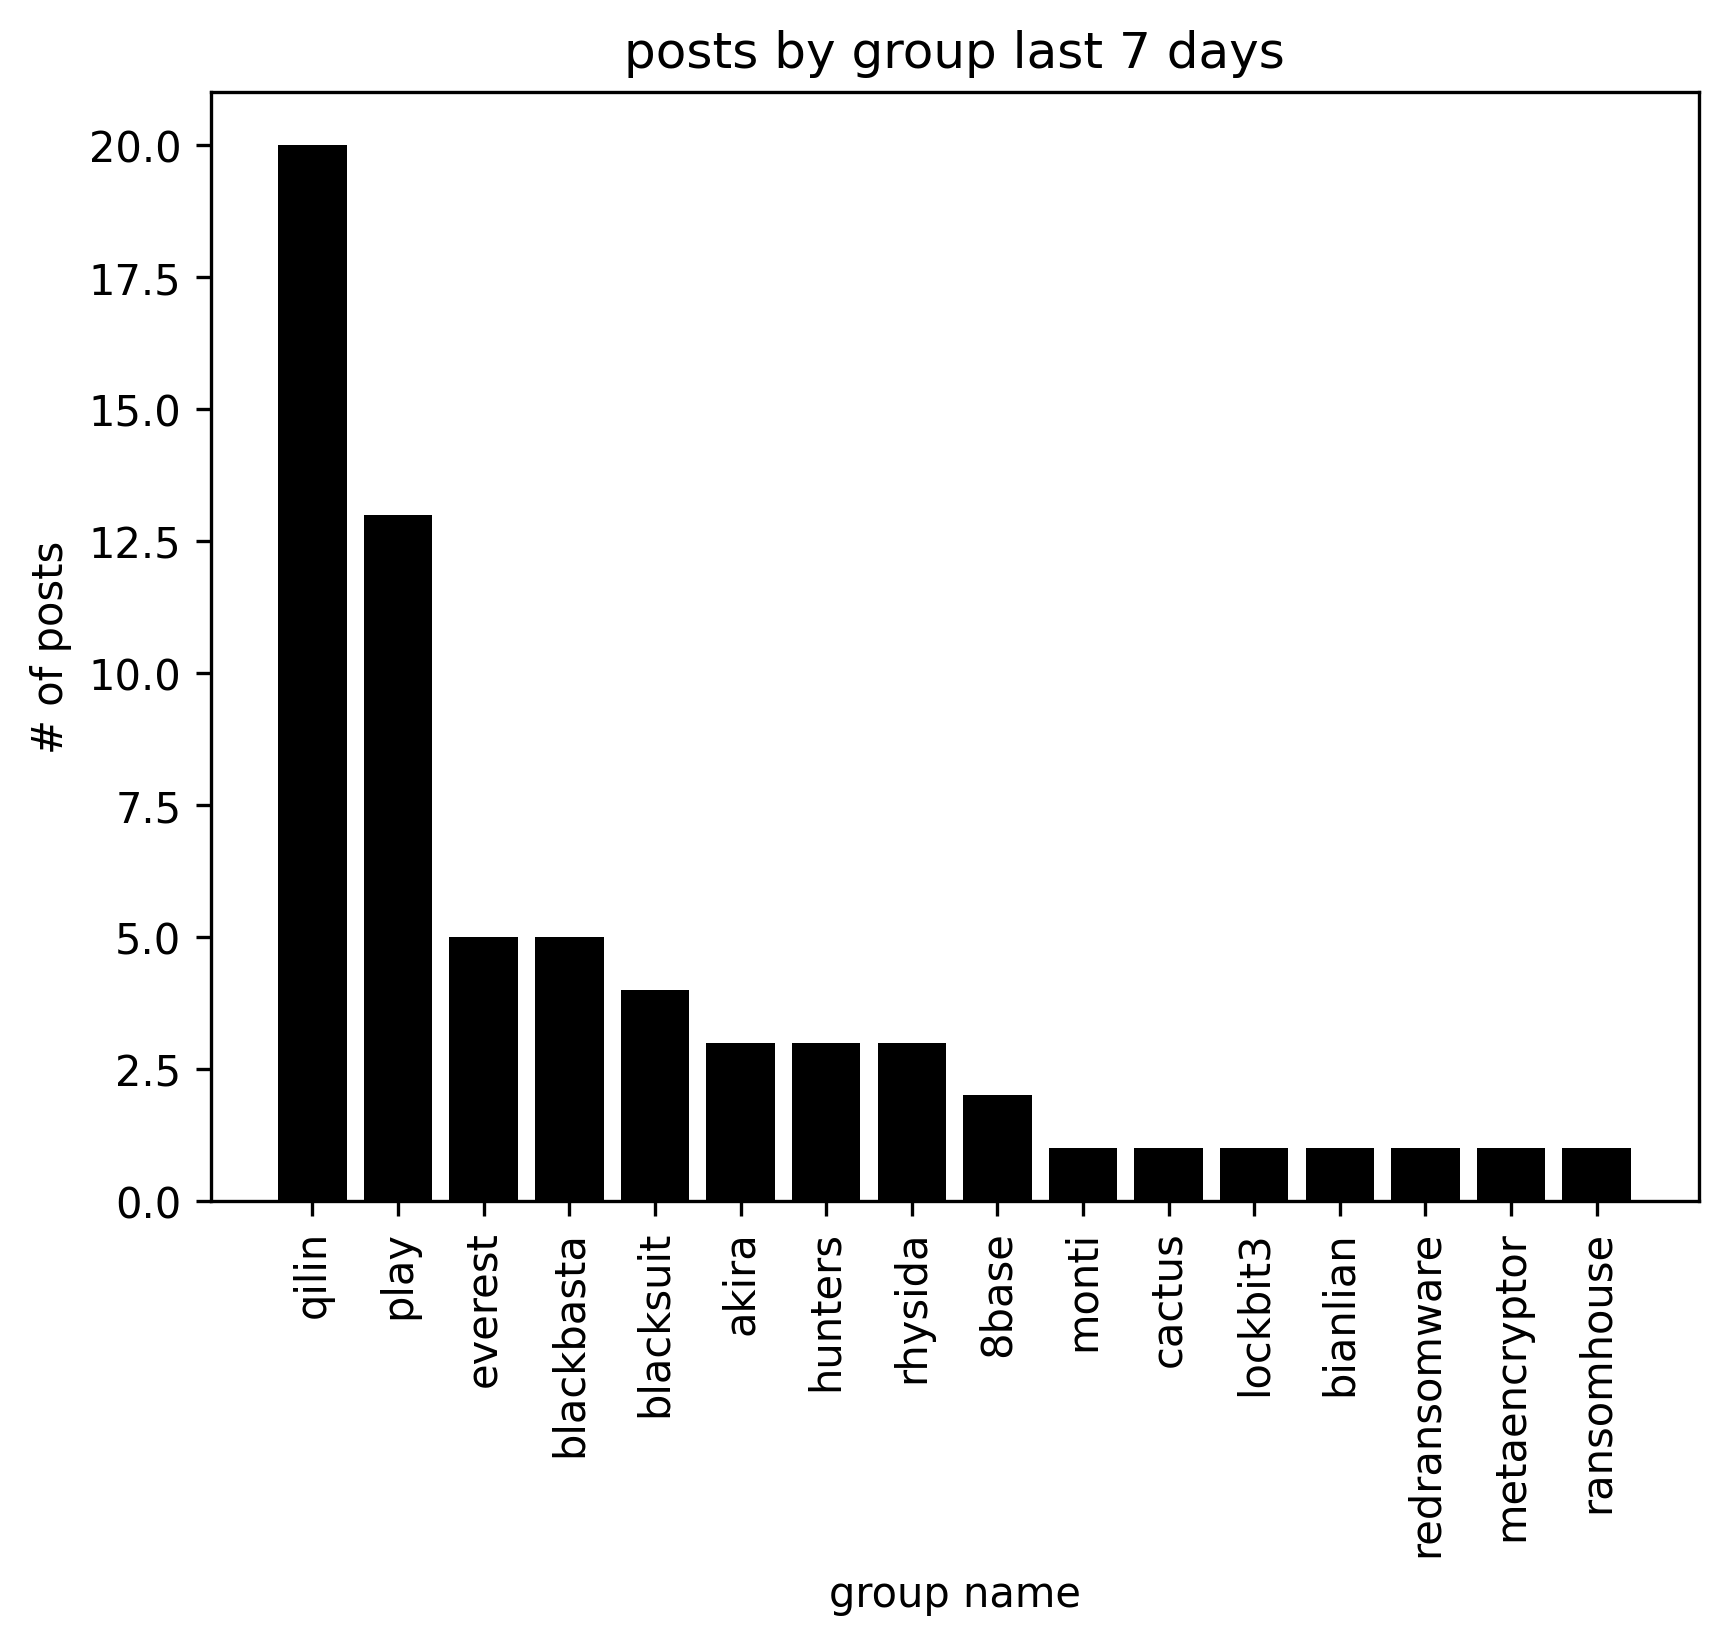 posts by group last 7 days
20.0
17.5
15.0
12.5
10.0
7.5
5.0
2.5
0.0
# of posts
qilin
play
everest
blackbasta
blacksuit
akira
hunters
rhysida
8base
monti
cactus
lockbit3
bianlian
redransomware
metaencryptor
ransomhouse
group name